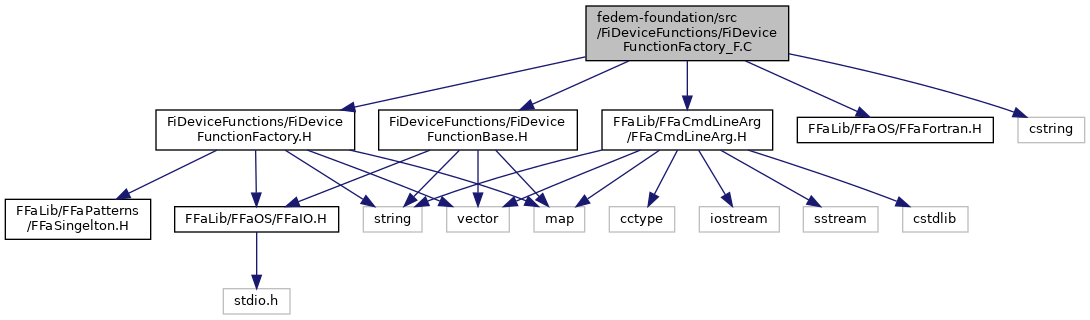 fedem-foundation/src
/FiDeviceFunctions/FiDevice
FunctionFactory_F.C
FiDeviceFunctions/FiDevice
FunctionFactory.H
FiDeviceFunctions/FiDevice
FunctionBase.H
FFaLib/FFaCmdLineArg
/FFaCmdLineArg.H
FFaLib/FFaOS/FFaFortran.H
cstring
FFaLib/FFaPatterns
/FFaSingelton.H
FFaLib/FFaOS/FFaIO.H
string
vector
map
cctype
iostream
sstream
cstdlib
stdio.h